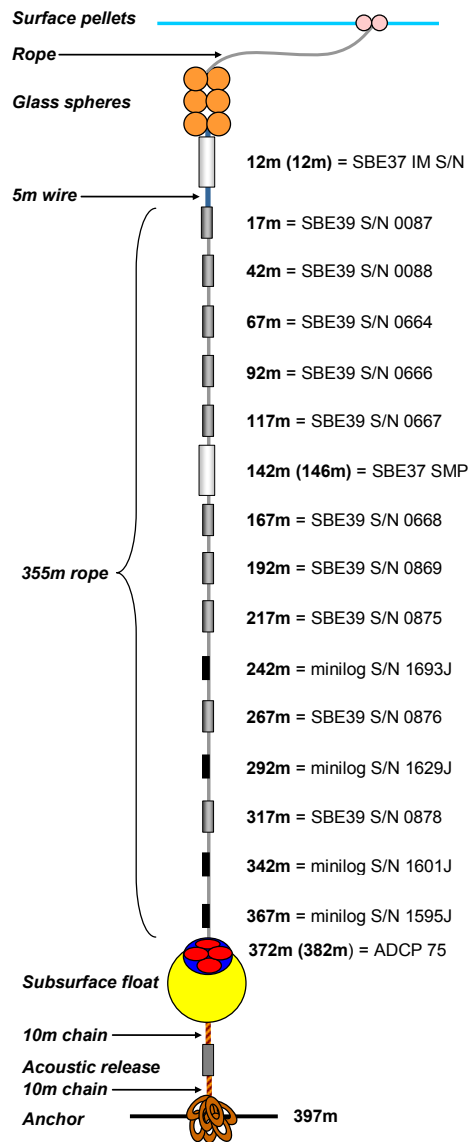 Surface pellets
Rope
Glass spheres
12m (12m) = SBE37 IM S/N
5m wire
17m = SBE39 S/N 0087
42m = SBE39 S/N 0088
67m = SBE39 S/N 0664
92m = SBE39 S/N 0666
117m = SBE39 S/N 0667
142m (146m) = SBE37 SMP
167m = SBE39 S/N 0668
355m rope
192m = SBE39 S/N 0869
217m = SBE39 S/N 0875
242m = minilog S/N 1693J
267m = SBE39 S/N 0876
292m = minilog S/N 1629J
317m = SBE39 S/N 0878
342m = minilog S/N 1601J
367m = minilog S/N 1595J
372m (382m) = ADCP 75
Subsurface float
10m chain
Acoustic release
10m chain
Anchor
397m